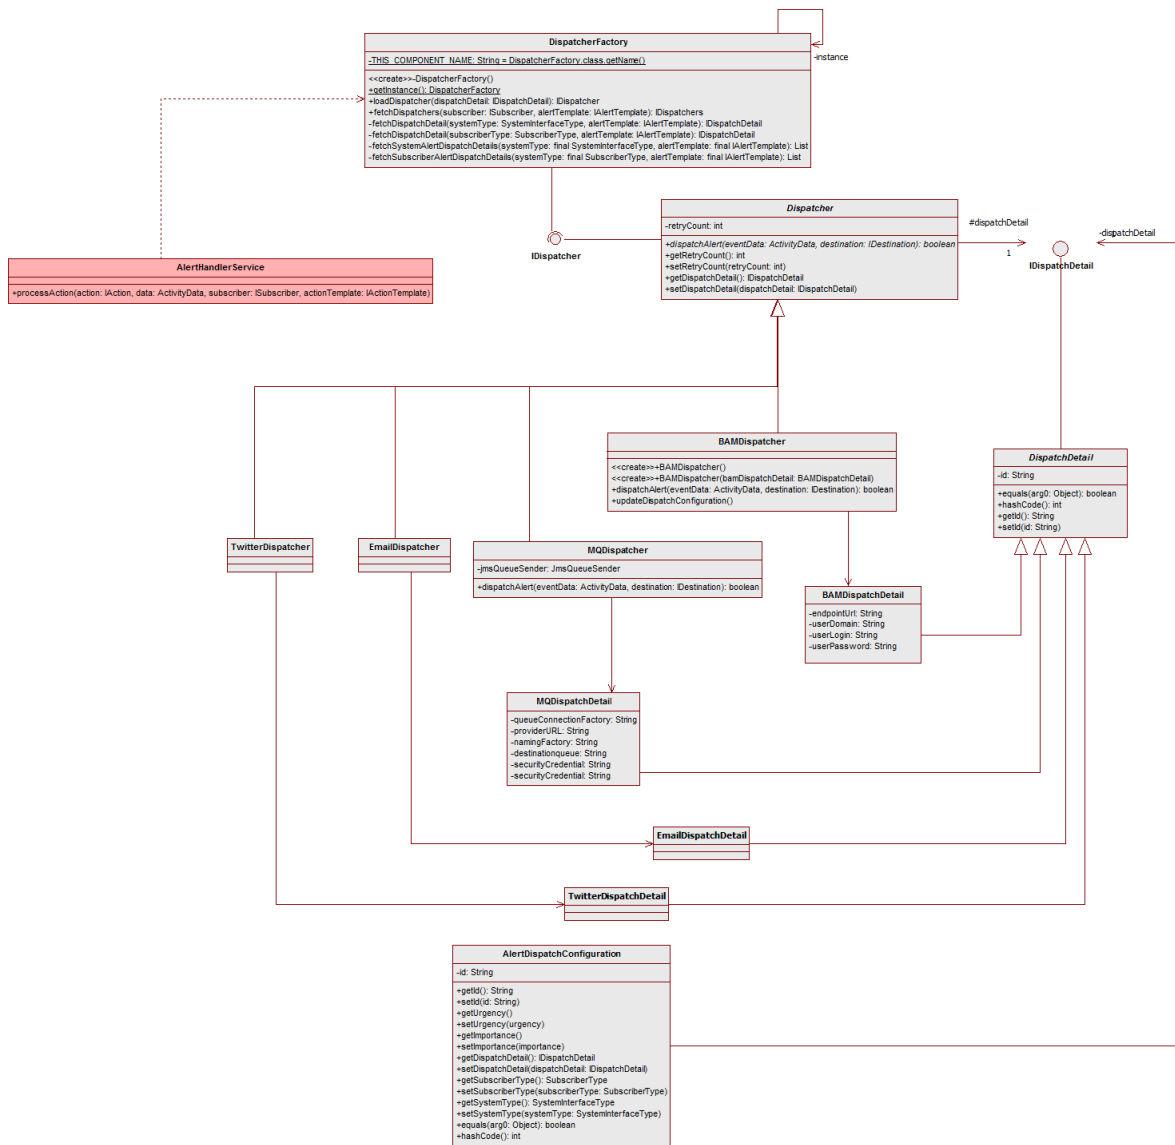 DispatcherFactory
-THIS_COMPONENT_NAME: String = DispatcherFactory.class.getName()
<<create>>-DispatcherFactory()
+getInstance(): DispatcherFactory
+loadDispatcher(dispatchDetail: IDispatchDetail): IDispatcher
+fetchDispatchers(subscriber: ISubscriber, alertTemplate: IAlertTemplate): IDispatchers
-fetchDispatchDetail(systemType: SystemInterfaceType, alertTemplate: IAlertTemplate): IDispatchDetail
-fetchDispatchDetail(subscriberType: SubscriberType, alertTemplate: IAlertTemplate): IDispatchDetail
-fetchSystemAlertDispatchDetails(systemType: final SystemInterfaceType, alertTemplate: final IAlertTemplate): List
-fetchSubscriberAlertDispatchDetails(systemType: final SubscriberType, alertTemplate: final IAlertTemplate): List
-instance
IDispatcher
Dispatcher
-retryCount: int
+dispatchAlert(eventData: ActivityData, destination: IDestination): boolean
+getRetryCount(): int
+setRetryCount(retryCount: int)
+getDispatchDetail(): IDispatchDetail
+setDispatchDetail(dispatchDetail: IDispatchDetail)
#dispatchDetail
1
-dispatchDetail
1
IDispatchDetail
AlertHandlerService
+processAction(action: IAction, data: ActivityData, subscriber: ISubscriber, actionTemplate: IActionTemplate)
BAMDispatcher
<<create>>+BAMDispatcher()
<<create>>+BAMDispatcher(bamDispatchDetail: BAMDispatchDetail)
+dispatchAlert(eventData: ActivityData, destination: IDestination): boolean
+updateDispatchConfiguration()
DispatchDetail
-id: String
+equals(arg0: Object): boolean
+hashCode(): int
+getId(): String
+setId(id: String)
TwitterDispatcher
EmailDispatcher
MQDispatcher
-jmsQueueSender: JmsQueueSender
+dispatchAlert(eventData: ActivityData, destination: IDestination): boolean
BAMDispatchDetail
-endpointUrl: String
-userDomain: String
-userLogin: String
-userPassword: String
MQDispatchDetail
-queueConnectionFactory: String
-providerURL: String
-namingFactory: String
-destinationqueue: String
-securityCredential: String
-securityCredential: String
EmailDispatchDetail
TwitterDispatchDetail
AlertDispatchConfiguration
-id: String
+getId(): String
+setId(id: String)
+getUrgency()
+setUrgency(urgency)
+getImportance()
+setImportance(importance)
+getDispatchDetail(): IDispatchDetail
+setDispatchDetail(dispatchDetail: IDispatchDetail)
+getSubscriberType(): SubscriberType
+setSubscriberType(subscriberType: SubscriberType)
+getSystemType(): SystemInterfaceType
+setSystemType(systemType: SystemInterfaceType)
+equals(arg0: Object): boolean
+hashCode(): int